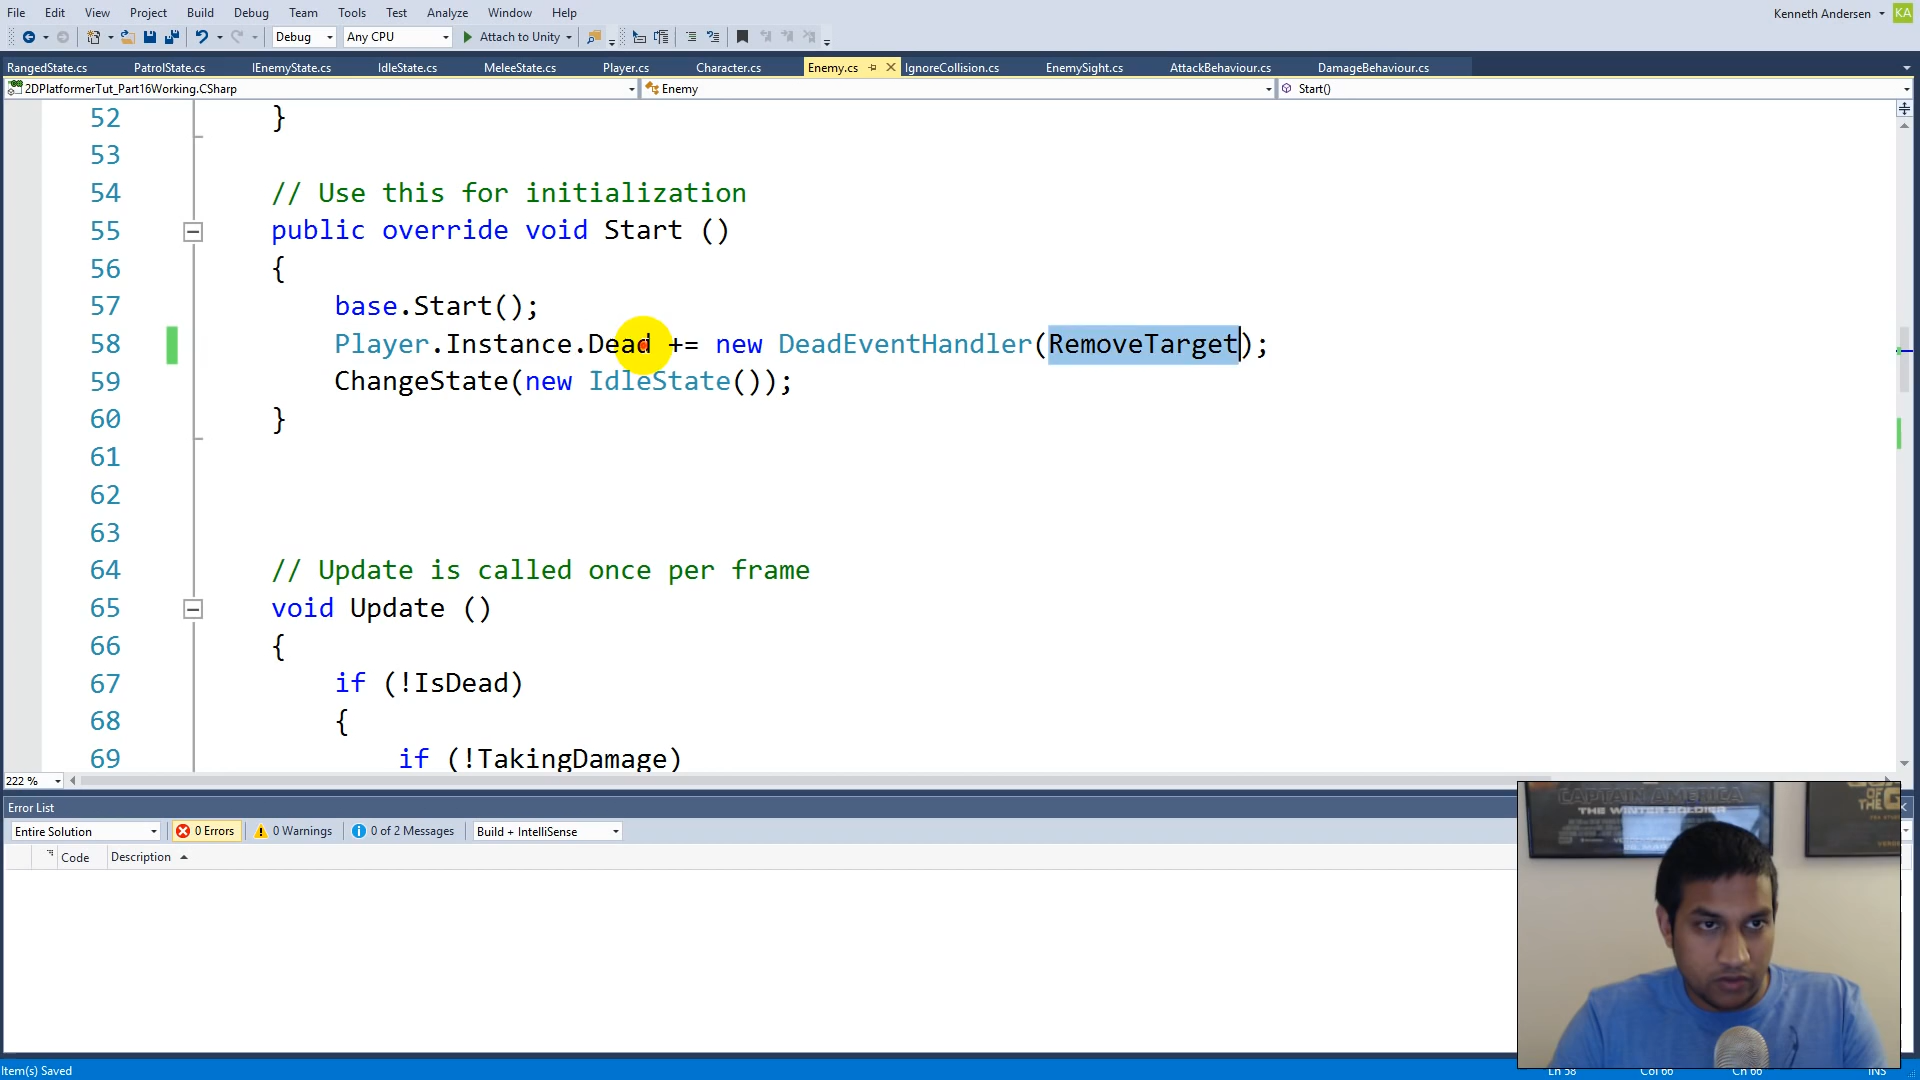 File Edit View Project Build Debug Team Tools Test Analyze Window Help Kenneth Andersen KA
Debug Any CPU Attach to Unity
RangedState.cs PatrolState.cs IEnemyState.cs IdleState.cs MeleeState.cs Player.cs Character.cs Enemy.cs IgnoreCollision.cs EnemySight.cs AttackBehaviour.cs DamageBehaviour.cs
2DPlatformerTut_Part16Working.CSharp Enemy Start()
52 }
53
54 // Use this for initialization
55 public override void Start ()
56 {
57 base.Start();
58 Player.Instance.Dead += new DeadEventHandler(RemoveTarget);
59 ChangeState(new IdleState());
60 }
61
62
63
64 // Update is called once per frame
65 void Update ()
66 {
67 if (!IsDead)
68 {
69 if (!TakingDamage)
222 %
Error List
Entire Solution 0 Errors 0 Warnings 0 of 2 Messages Build + IntelliSense
Code Description
CAPTAIN AMERICA
THE WINTER SOLDIER
OF THE
Item(s) Saved Ln 58 Col 66 Ch 66 INS